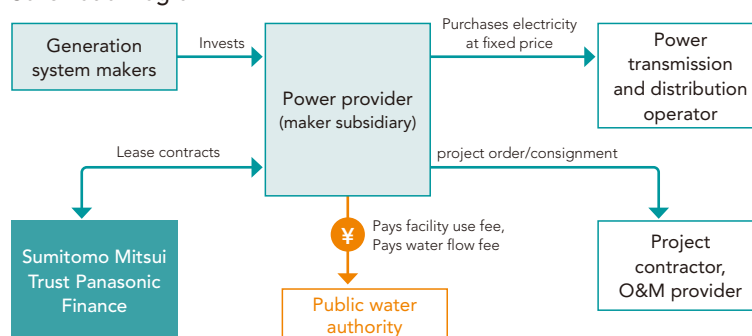 Generation
system makers
Invests
Power provider
(maker subsidiary)
Purchases electricity
at fixed price
Power
transmission
and distribution
operator
Lease contracts
project order/consignment
Sumitomo Mitsui
Trust Panasonic
Finance
¥
Pays facility use fee,
Pays water flow fee
Project
contractor,
O&M provider
Public water
authority